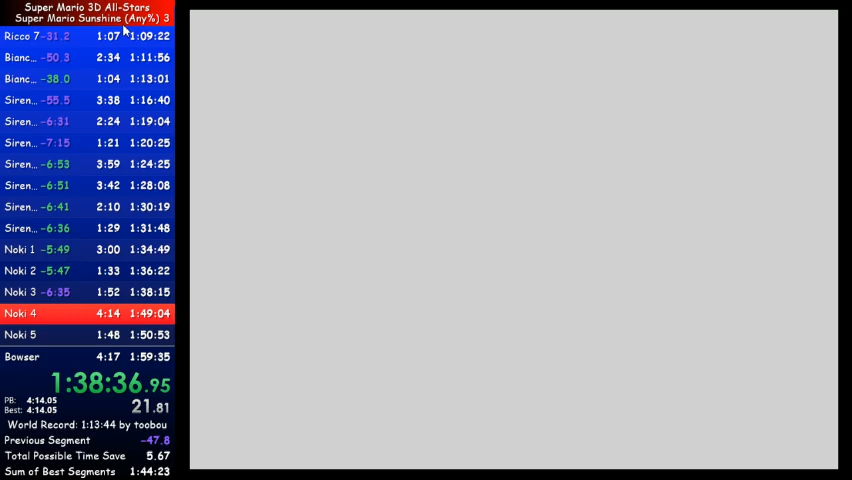 Super Mario 3D All-Stars
Super Mario Sunshine (Any%) 3
Ricco 7 -31.2 1:07 1:09:22
Bianc... -50.3 2:34 1:11:56
Bianc... -38.0 1:04 1:13:01
Siren... -55.5 3:38 1:16:40
Siren... -6:31 2:24 1:19:04
Siren... -7:15 1:21 1:20:25
Siren... -6:53 3:59 1:24:25
Siren... -6:51 3:42 1:28:08
Siren... -6:41 2:10 1:30:19
Siren... -6:36 1:29 1:31:48
Noki 1 -5:49 3:00 1:34:49
Noki 2 -5:47 1:33 1:36:22
Noki 3 -6:35 1:52 1:38:15
Noki 4 4:14 1:49:04
Noki 5 1:48 1:50:53
Bowser 4:17 1:59:35
1:38:36.95
PB: 4:14.05
Best: 4:14.05
21.81
World Record: 1:13:44 by toobou
Previous Segment -47.8
Total Possible Time Save 5.67
Sum of Best Segments 1:44:23